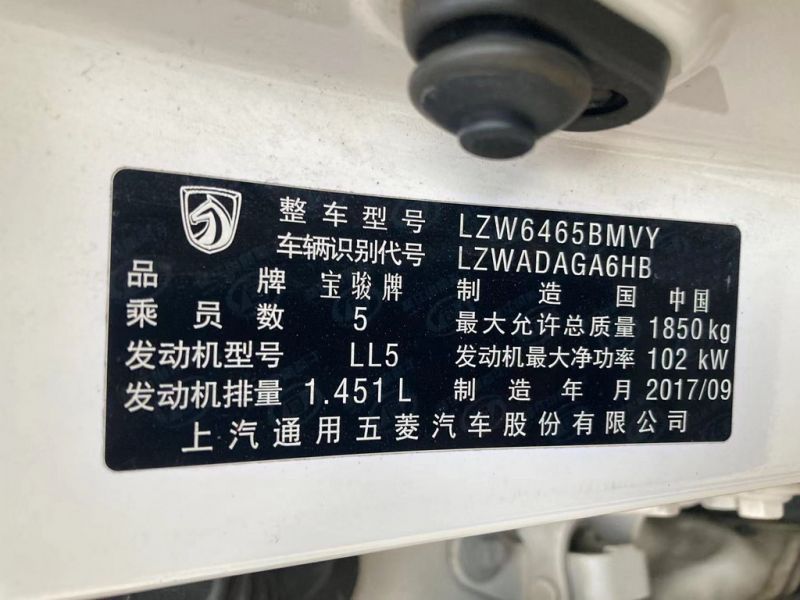 整车型号 LZW6465BMVY
车辆识别代号 LZWADAGA6HB
品牌 宝骏牌 制造国 中国
乘员数 5 最大允许总质量 1850 kg
发动机型号 LL5 发动机最大净功率 102 kW
发动机排量 1.451 L 制造年月 2017/09
上汽通用五菱汽车股份有限公司